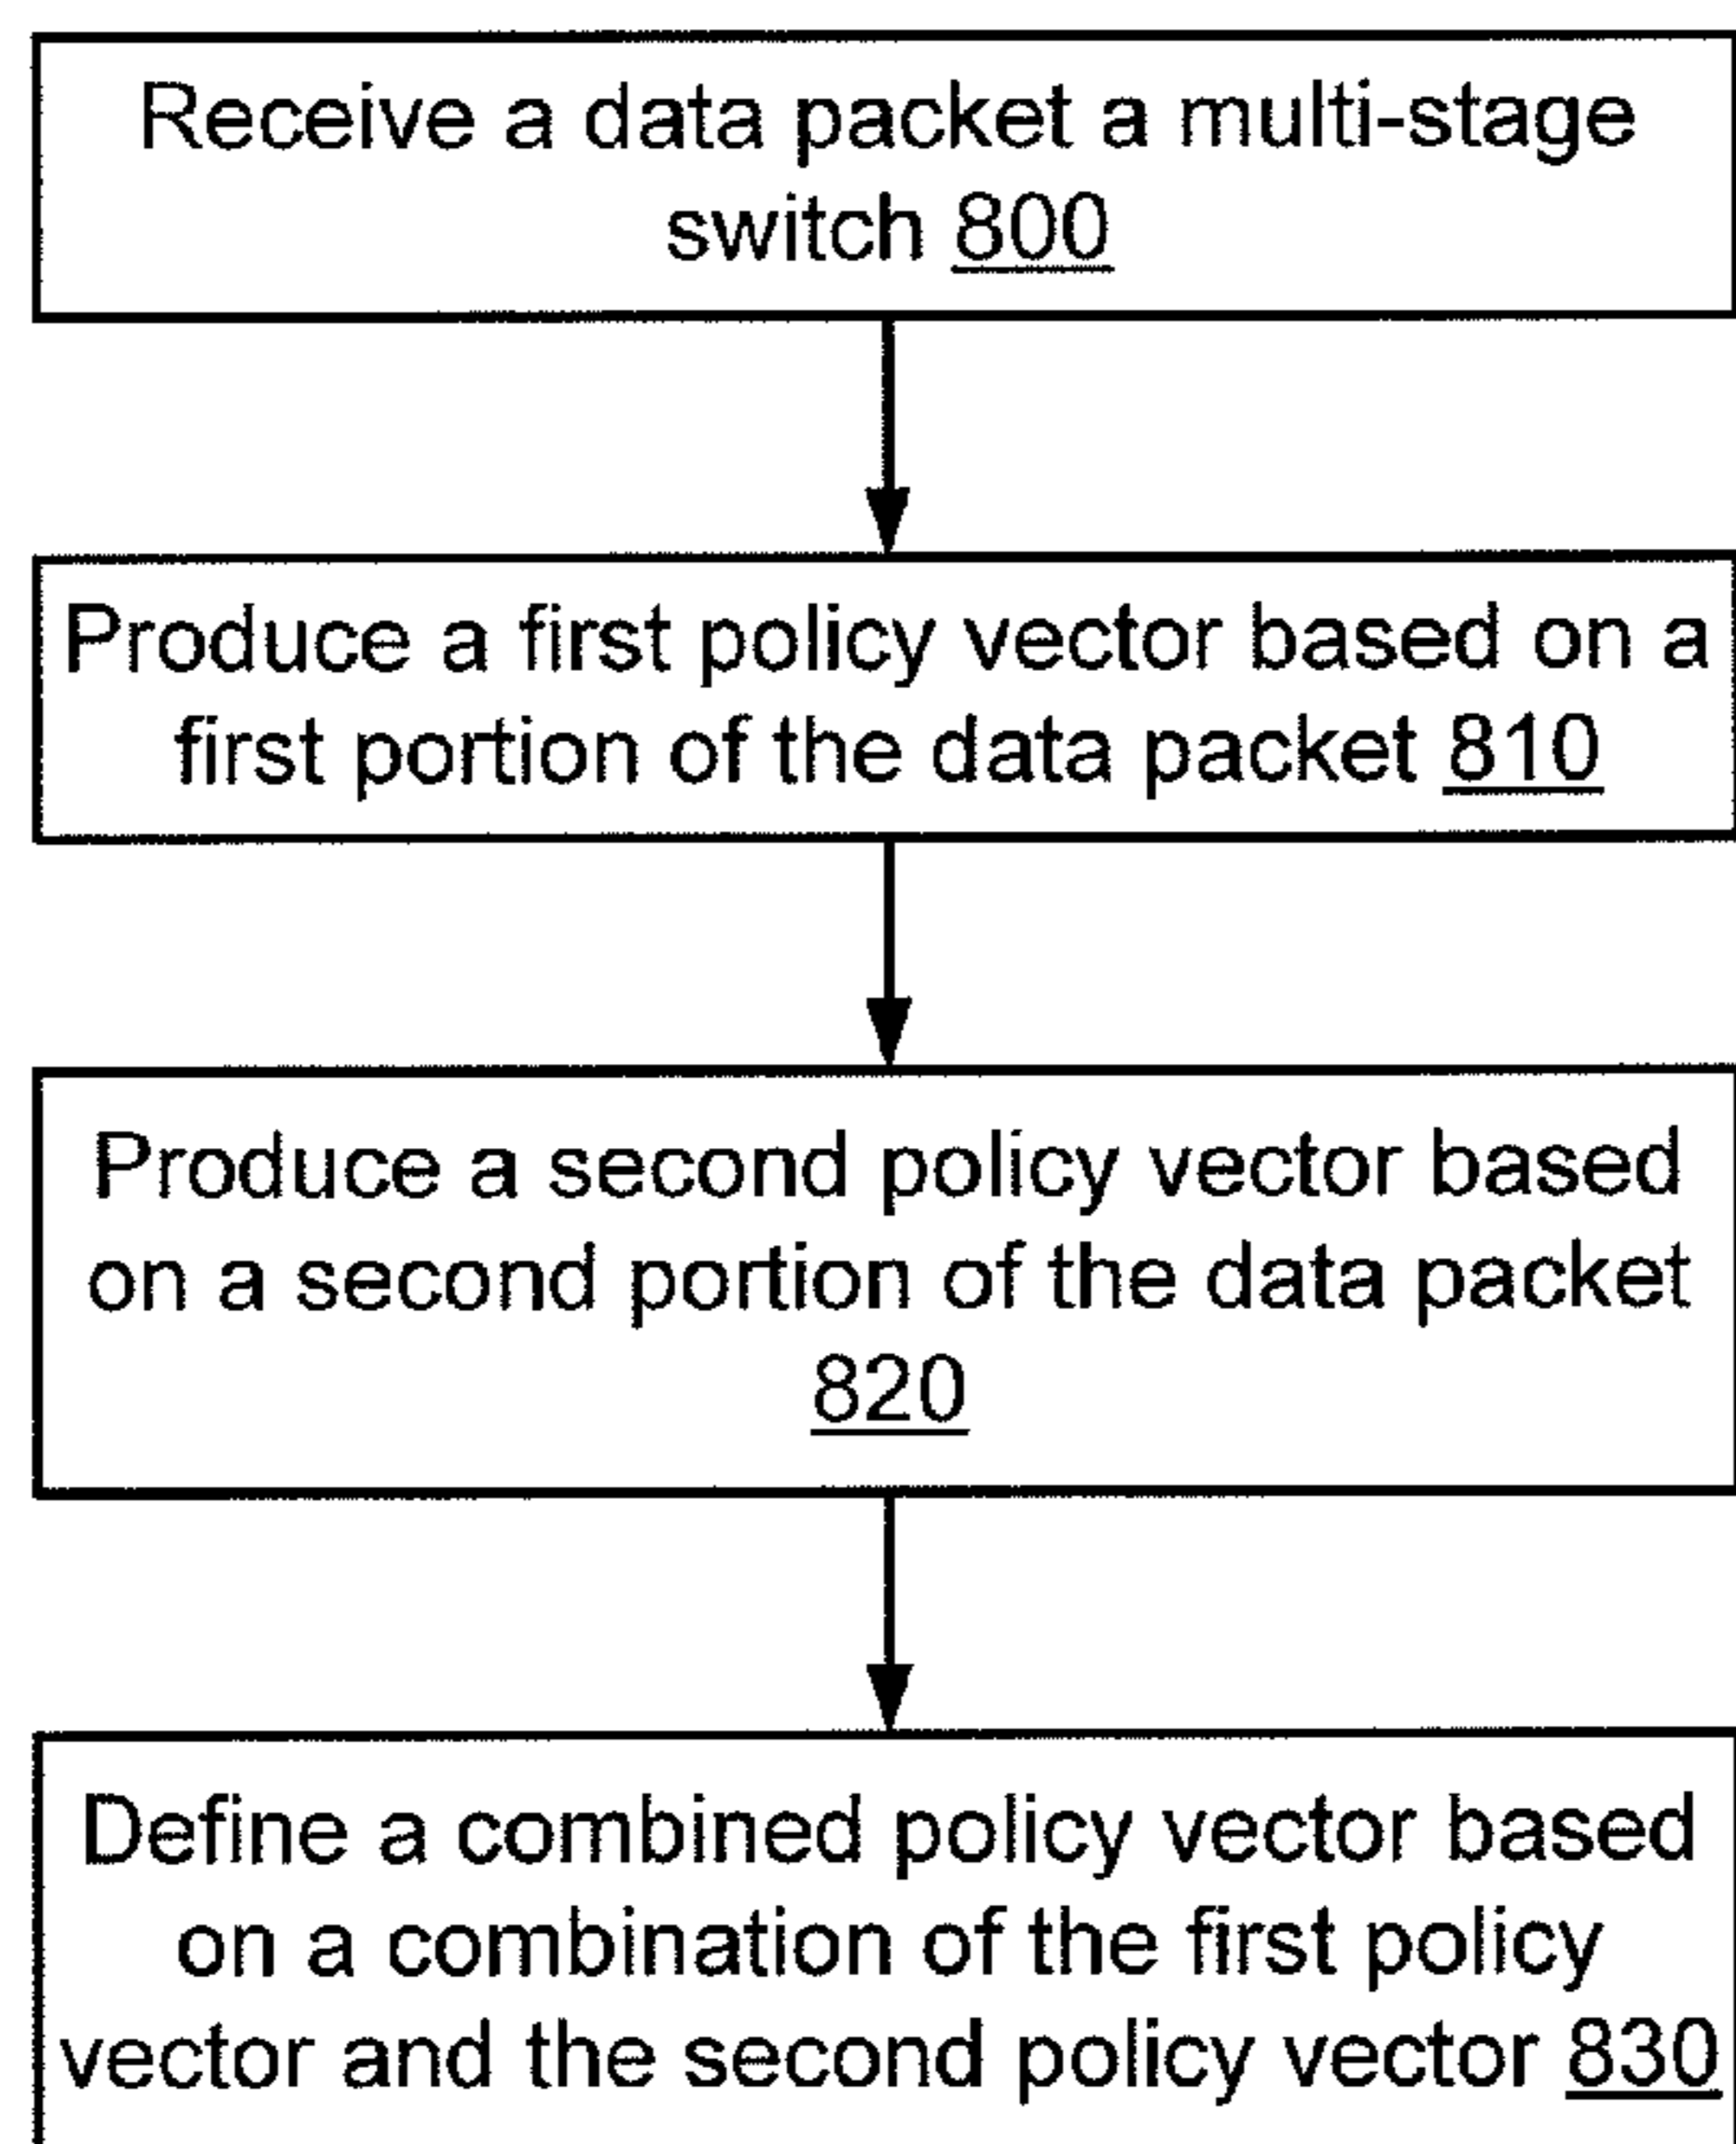 Receive a data packet a multi-stage
switch 800
Produce a first policy vector based on a
first portion of the data packet 810
Produce a second policy vector based
on a second portion of the data packet
820
Define a combined policy vector based
on a combination of the first policy
vector and the second policy vector 830